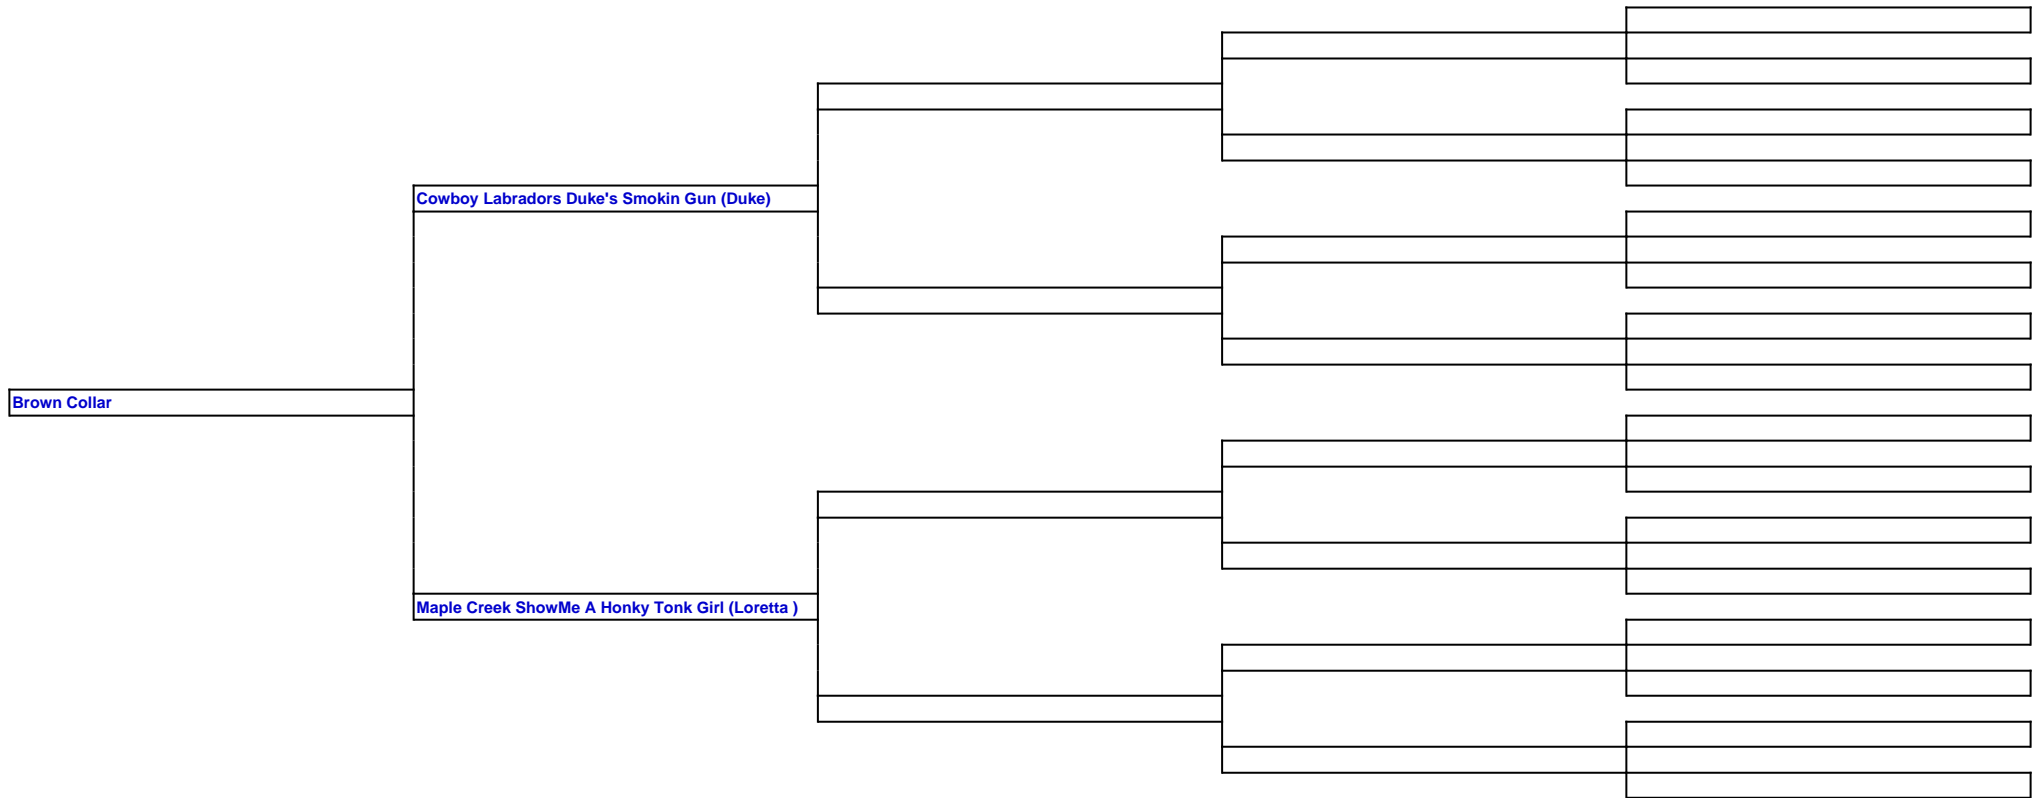 Cowboy Labradors Duke's Smokin Gun (Duke)
Brown Collar
Maple Creek ShowMe A Honky Tonk Girl (Loretta )